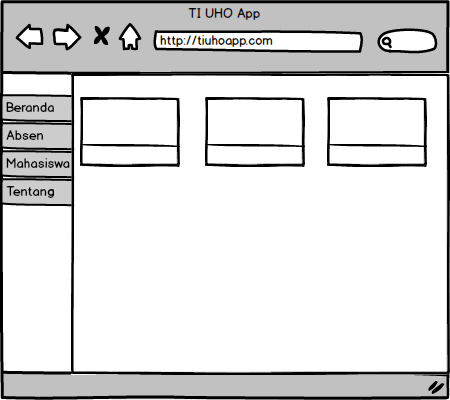 TI UHO App
http://tiuhoapp.com
Beranda
Absen
Mahasiswa
Tentang